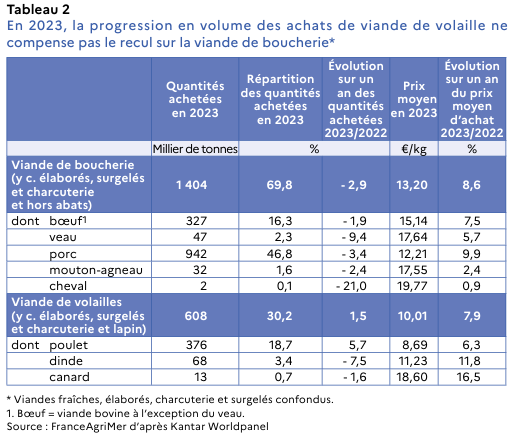 Tableau 2
En 2023, la progression en volume des achats de viande de volaille ne
compense pas le recul sur la viande de boucherie*
Quantités achetées en 2023 Répartition des quantités achetées en 2023 Évolution sur un an des quantités achetées 2023/2022 Prix moyen en 2023 Évolution sur un an du prix moyen d'achat 2023/2022
Millier de tonnes % €/kg %
Viande de boucherie
(y c. élaborés, surgelés
et charcuterie
et hors abats) 1 404 69,8 - 2,9 13,20 8,6
dont bœuf¹ 327 16,3 - 1,9 15,14 7,5
veau 47 2,3 - 9,4 17,64 5,7
porc 942 46,8 - 3,4 12,21 9,9
mouton-agneau 32 1,6 - 2,4 17,55 2,4
cheval 2 0,1 - 21,0 19,77 0,9
Viande de volailles
(y c. élaborés, surgelés
et charcuterie et lapin) 608 30,2 1,5 10,01 7,9
dont poulet 376 18,7 5,7 8,69 6,3
dinde 68 3,4 - 7,5 11,23 11,8
canard 13 0,7 - 1,6 18,60 16,5
* Viandes fraîches, élaborés, charcuterie et surgelés confondus.
1. Bœuf = viande bovine à l'exception du veau.
Source : FranceAgriMer d'après Kantar Worldpanel